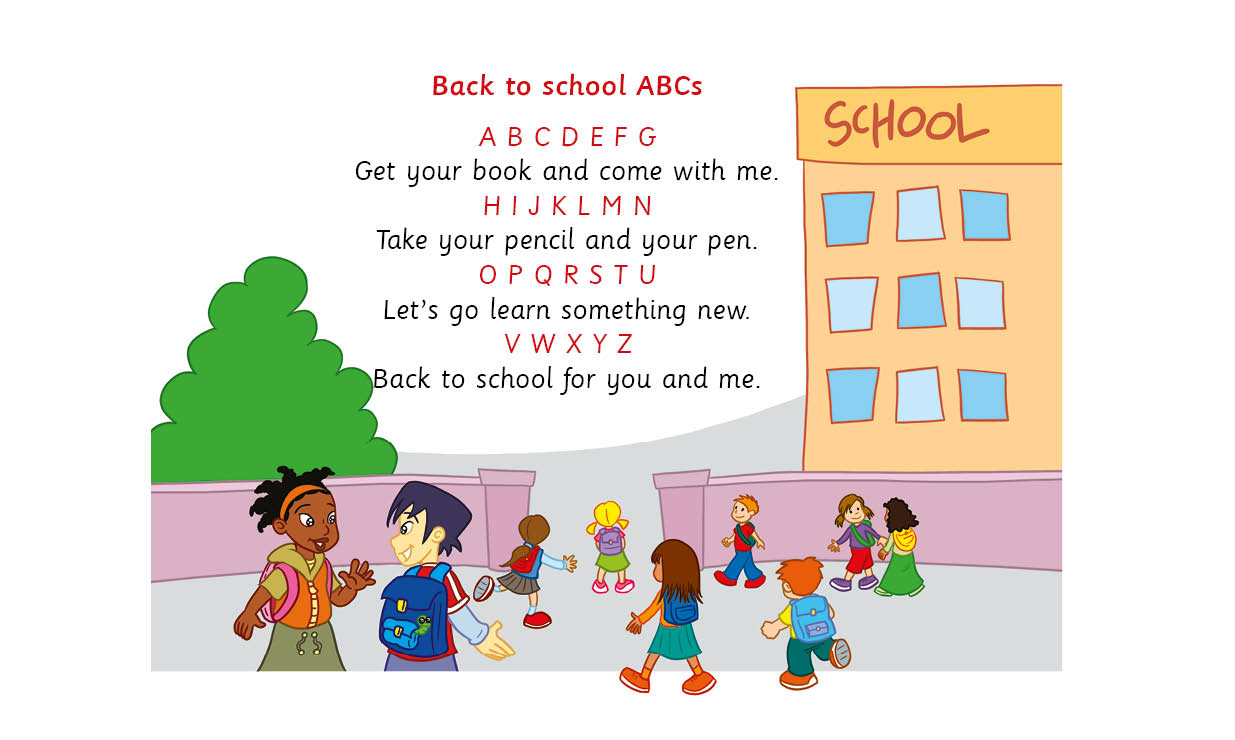 Back to school ABCs
A B C D E F G
Get your book and come with me.
H I J K L M N
Take your pencil and your pen.
O P Q R S T U
Let's go learn something new.
V W X Y Z
Back to school for you and me.
SCHOOL